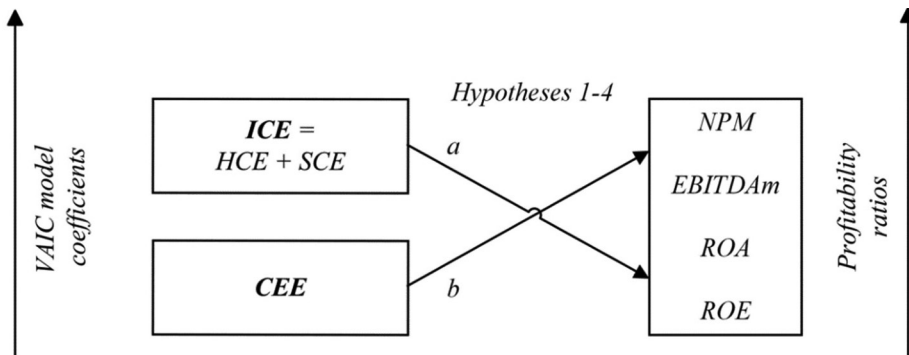 Hypotheses 1-4
VAIC model
coefficients
ICE =
HCE + SCE
a
CEE
b
NPM
EBITDAm
ROA
ROE
Profitability
ratios